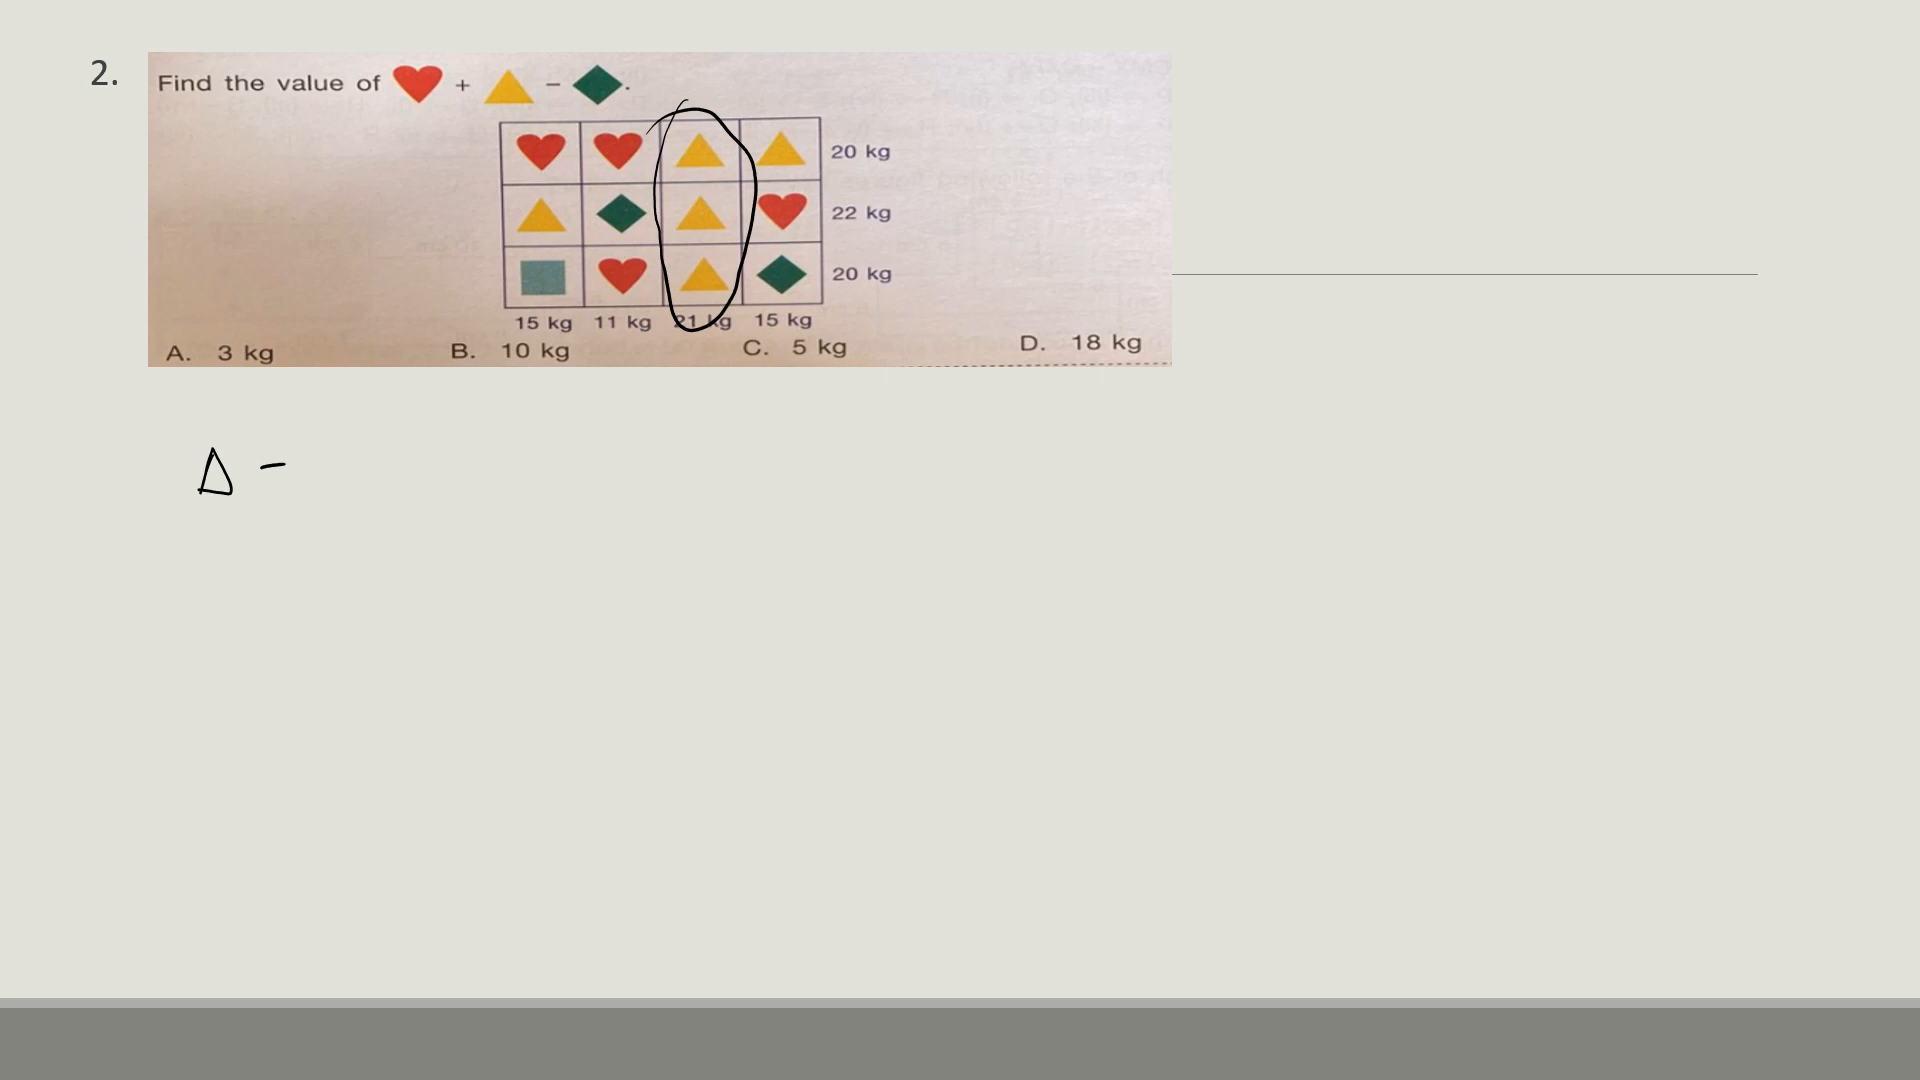 2.
Find the value of ♥ + ▲ − ◆.
20 kg
22 kg
20 kg
15 kg 11 kg 21 kg 15 kg
A. 3 kg B. 10 kg C. 5 kg D. 18 kg
Δ −